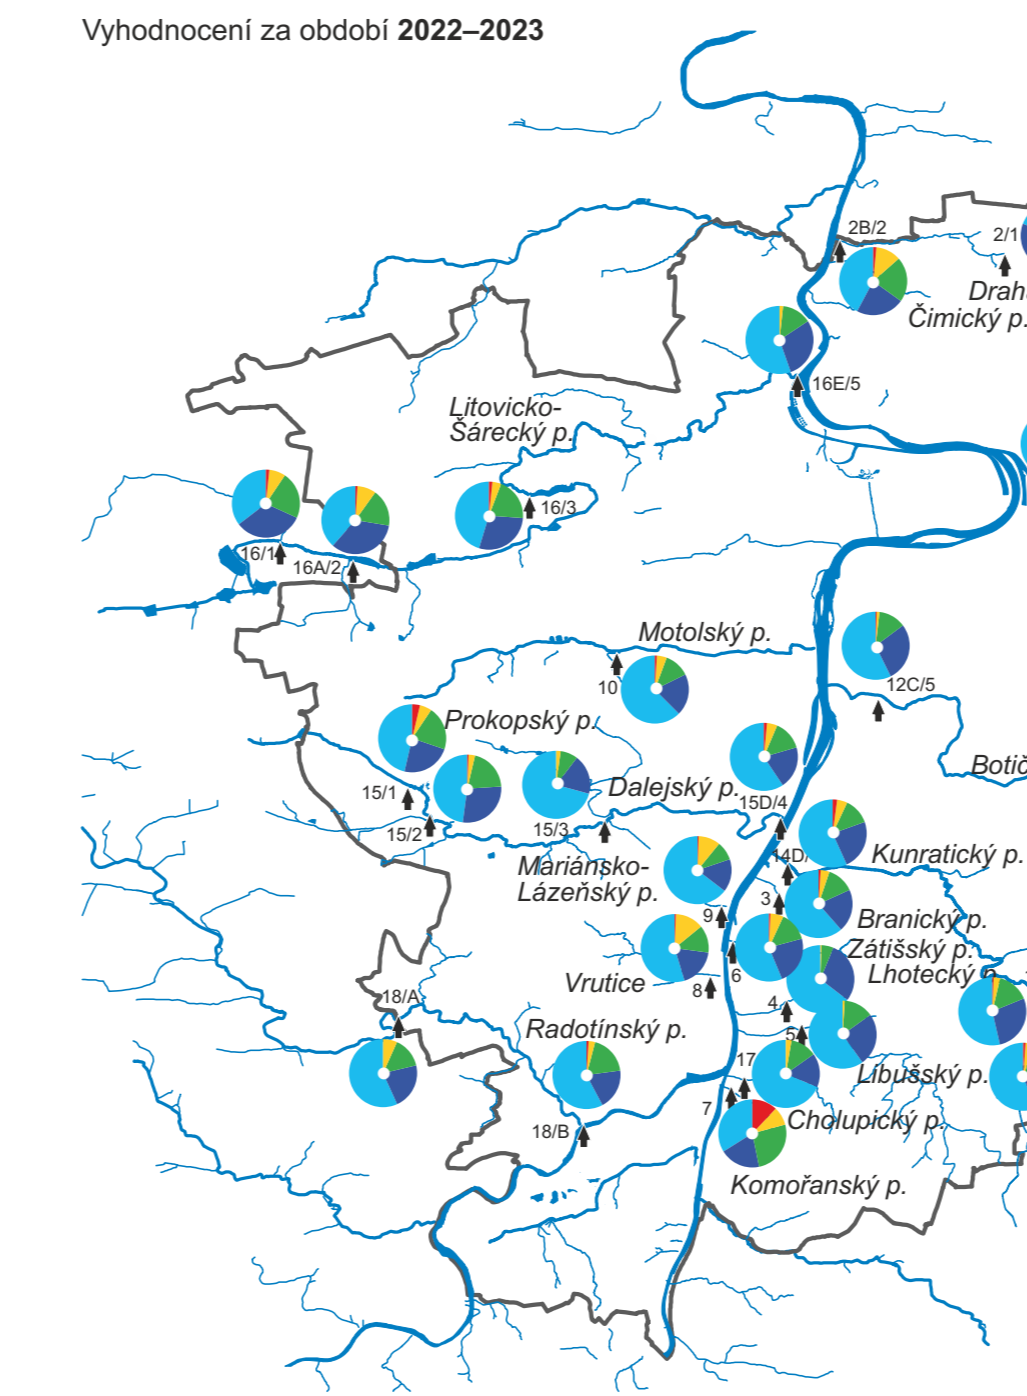 Vyhodnocení za období 2022–2023
2B/2
2/1
Čimický p.
16E/5
Litovicko-
Šárecký p.
16/3
16/1
16A/2
Motolský p.
10
12C/5
Prokopský p.
Dalejský p.
15D/4
15/1
15/2
15/3
Mariánsko-
Lázeňský p.
14D/
Kunratický p.
3
9
Branický p.
Zátišský p.
Lhotecký p.
6
Vrutice
8
4
18/A
Radotínský p.
5
17
Libušský p.
7
Cholupický p.
18/B
Komořanský p.